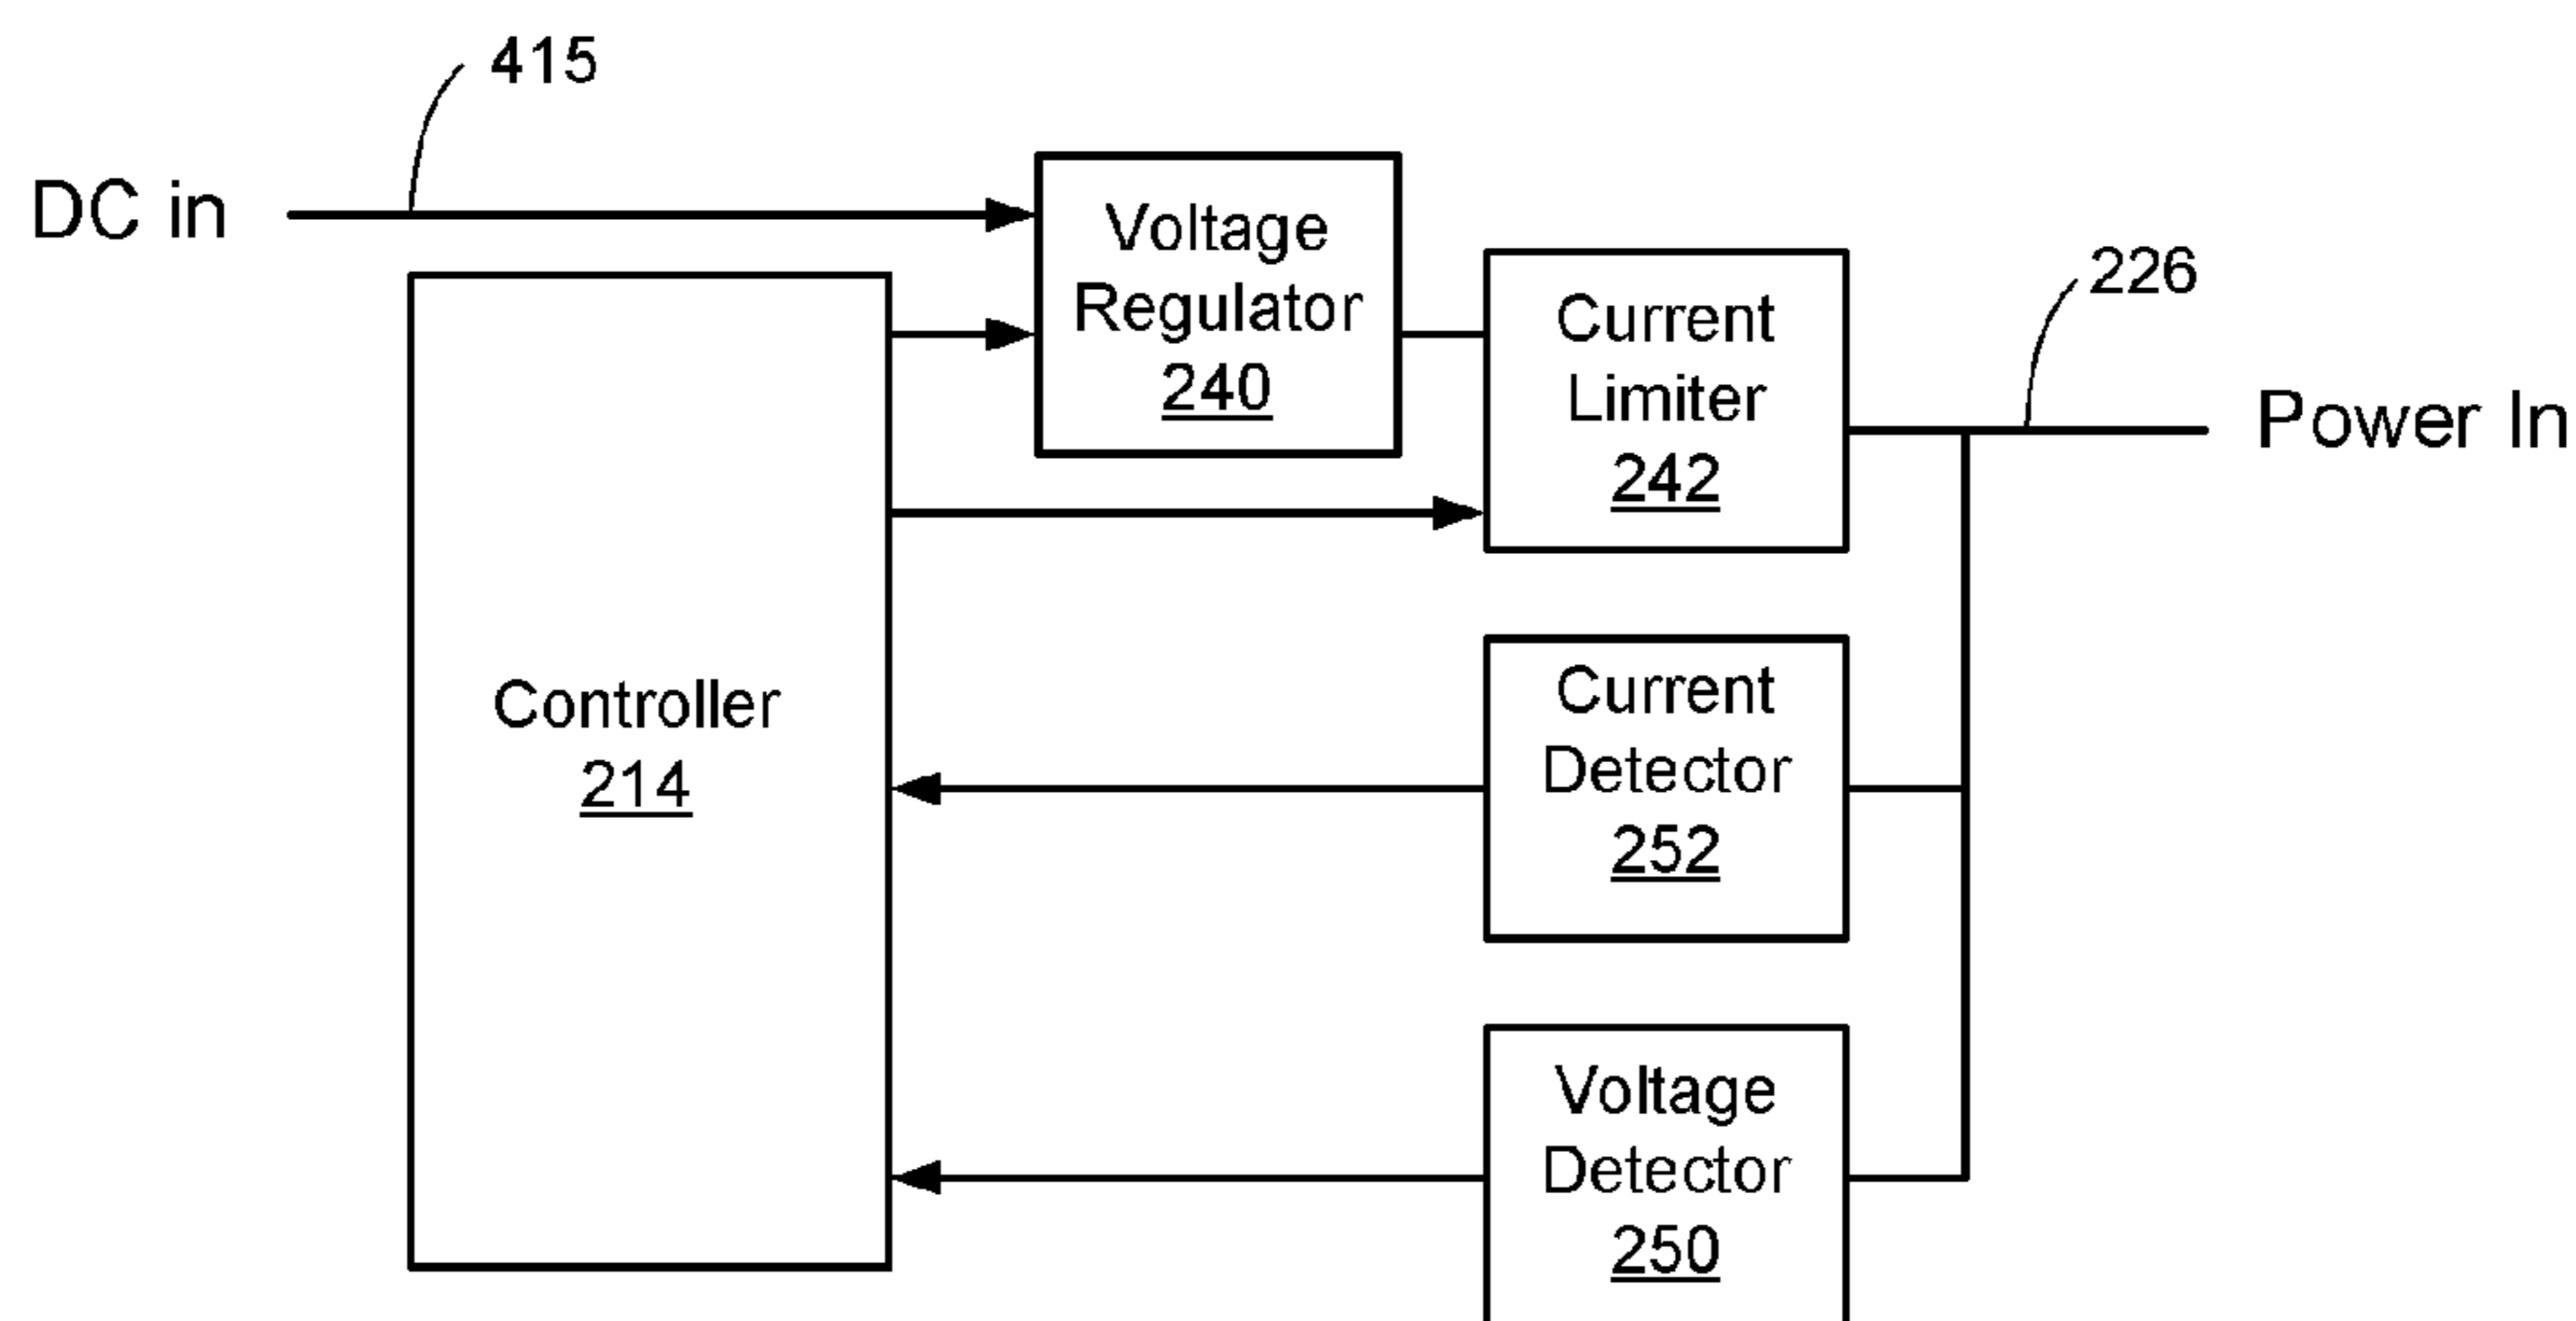 415
DC in
Voltage
Regulator
240
Current
Limiter
242
226
Power In
Controller
214
Current
Detector
252
Voltage
Detector
250